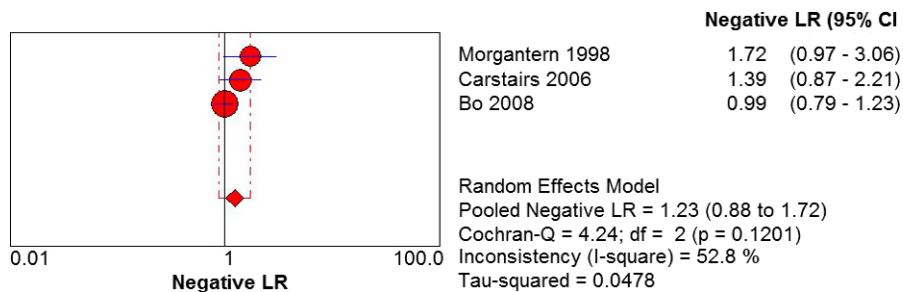 Negative LR (95% CI
Morgantern 1998 1.72 (0.97 - 3.06)
Carstairs 2006 1.39 (0.87 - 2.21)
Bo 2008 0.99 (0.79 - 1.23)
Random Effects Model
Pooled Negative LR = 1.23 (0.88 to 1.72)
Cochran-Q = 4.24; df = 2 (p = 0.1201)
Inconsistency (I-square) = 52.8 %
Tau-squared = 0.0478
0.01 1 100.0
Negative LR